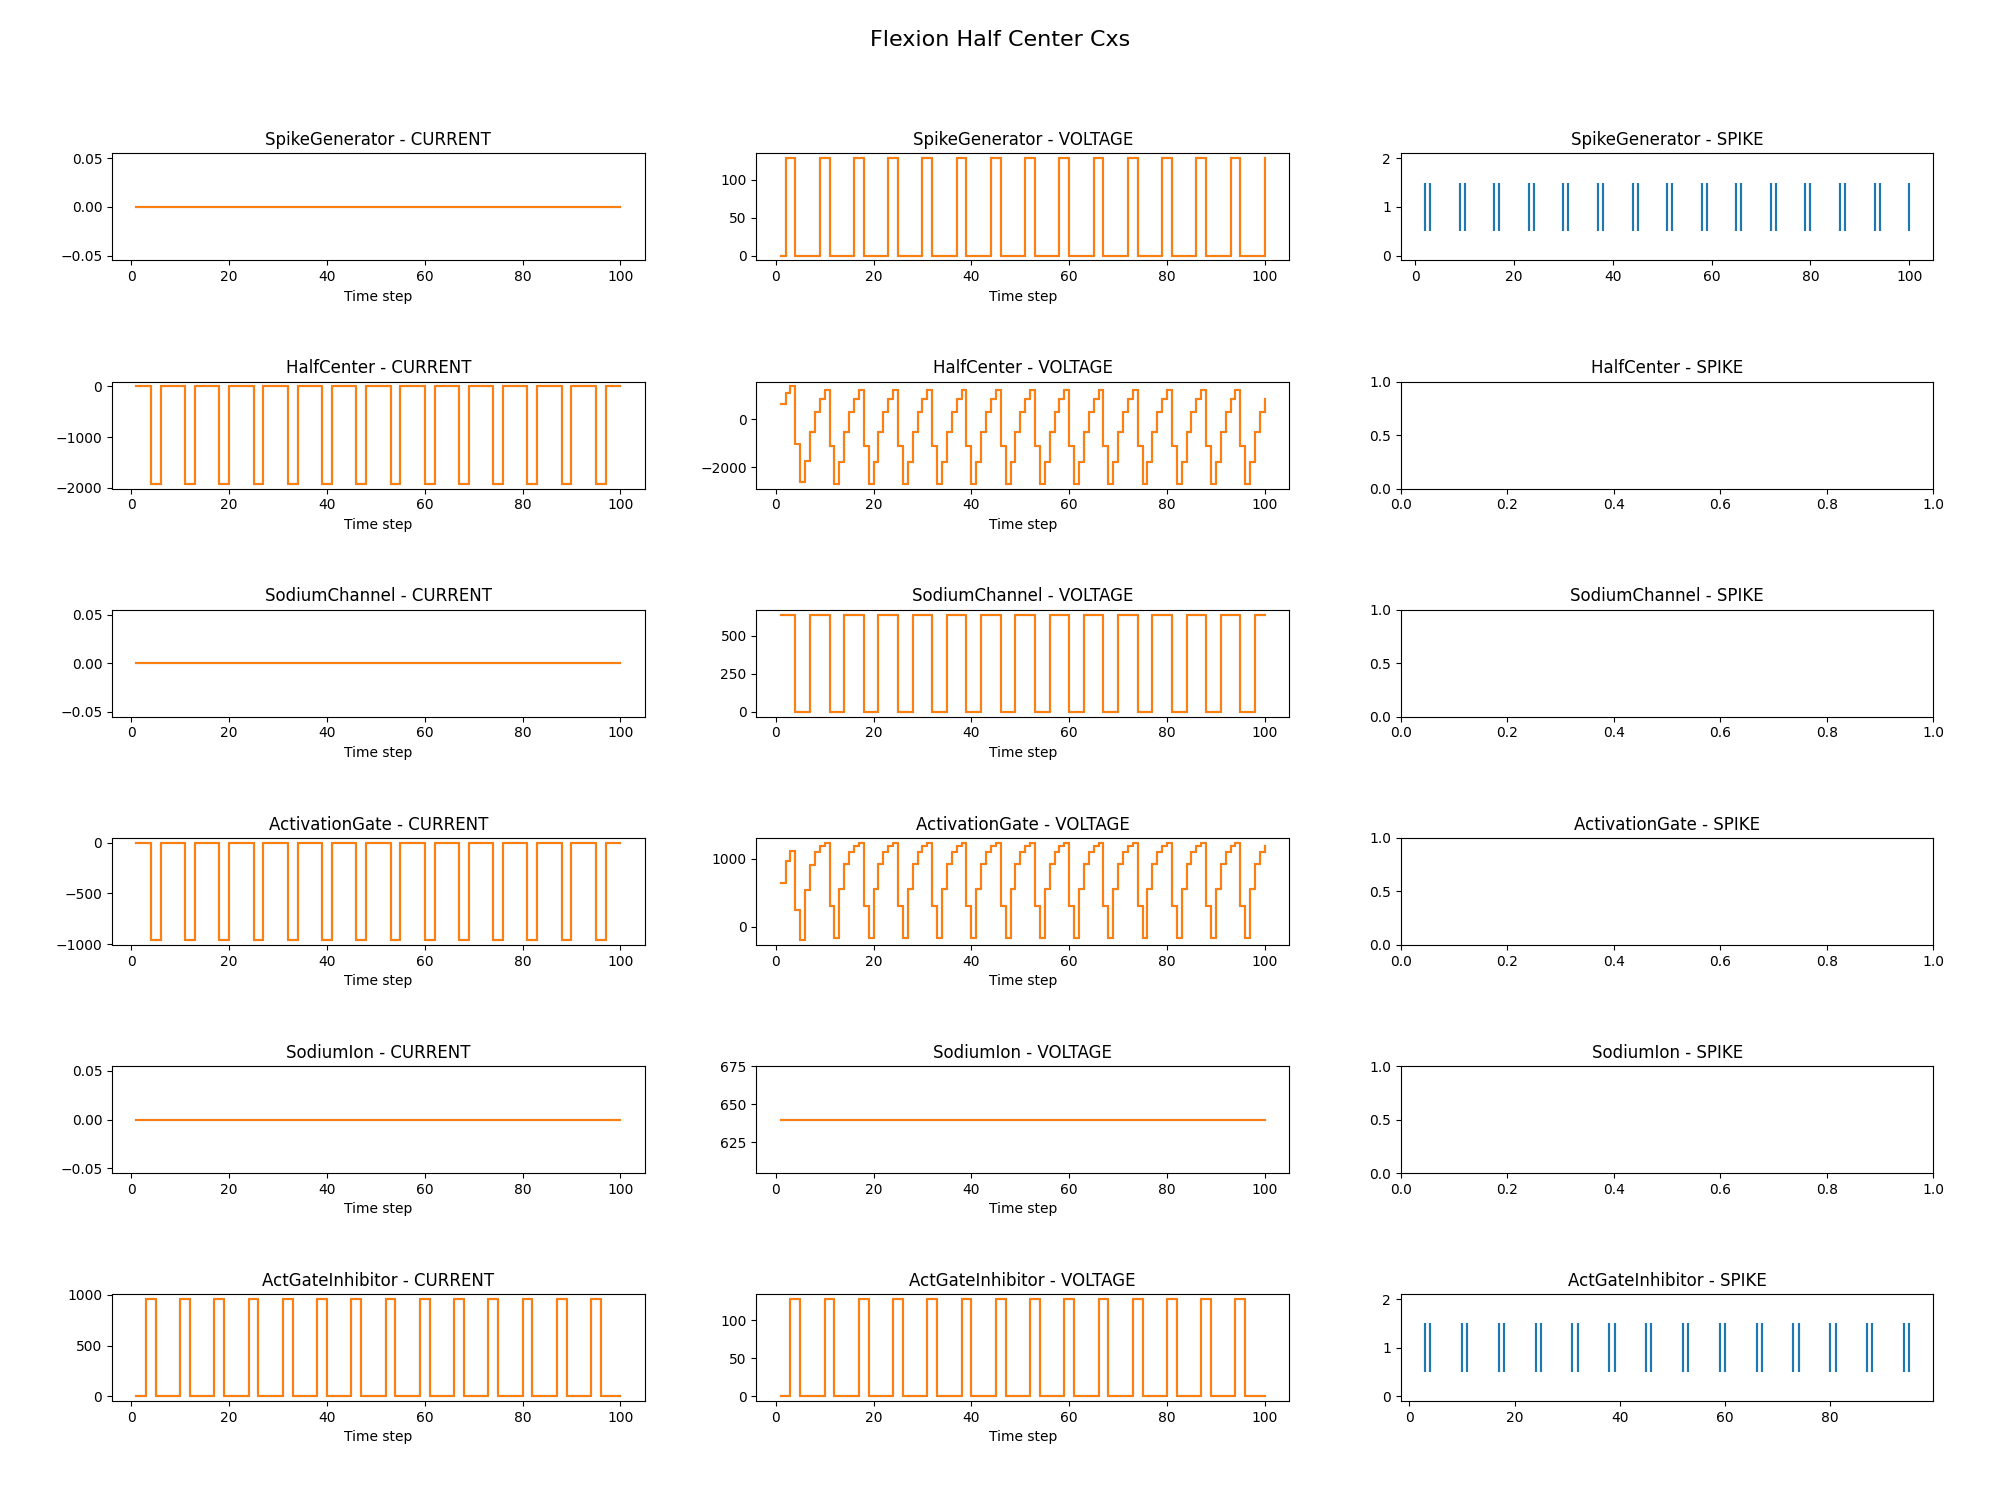 Flexion Half Center Cxs
SpikeGenerator - CURRENT
0.05
0.00
−0.05
0 20 40 60 80 100
Time step
SpikeGenerator - VOLTAGE
100
50
0
0 20 40 60 80 100
Time step
SpikeGenerator - SPIKE
2
1
0
0 20 40 60 80 100
HalfCenter - CURRENT
0
−1000
−2000
0 20 40 60 80 100
Time step
HalfCenter - VOLTAGE
0
−2000
0 20 40 60 80 100
Time step
HalfCenter - SPIKE
1.0
0.5
0.0
0.0 0.2 0.4 0.6 0.8 1.0
SodiumChannel - CURRENT
0.05
0.00
−0.05
0 20 40 60 80 100
Time step
SodiumChannel - VOLTAGE
500
250
0
0 20 40 60 80 100
Time step
SodiumChannel - SPIKE
1.0
0.5
0.0
0.0 0.2 0.4 0.6 0.8 1.0
ActivationGate - CURRENT
0
−500
−1000
0 20 40 60 80 100
Time step
ActivationGate - VOLTAGE
1000
0
0 20 40 60 80 100
Time step
ActivationGate - SPIKE
1.0
0.5
0.0
0.0 0.2 0.4 0.6 0.8 1.0
SodiumIon - CURRENT
0.05
0.00
−0.05
0 20 40 60 80 100
Time step
SodiumIon - VOLTAGE
675
650
625
0 20 40 60 80 100
Time step
SodiumIon - SPIKE
1.0
0.5
0.0
0.0 0.2 0.4 0.6 0.8 1.0
ActGateInhibitor - CURRENT
1000
500
0
0 20 40 60 80 100
Time step
ActGateInhibitor - VOLTAGE
100
50
0
0 20 40 60 80 100
Time step
ActGateInhibitor - SPIKE
2
1
0
0 20 40 60 80